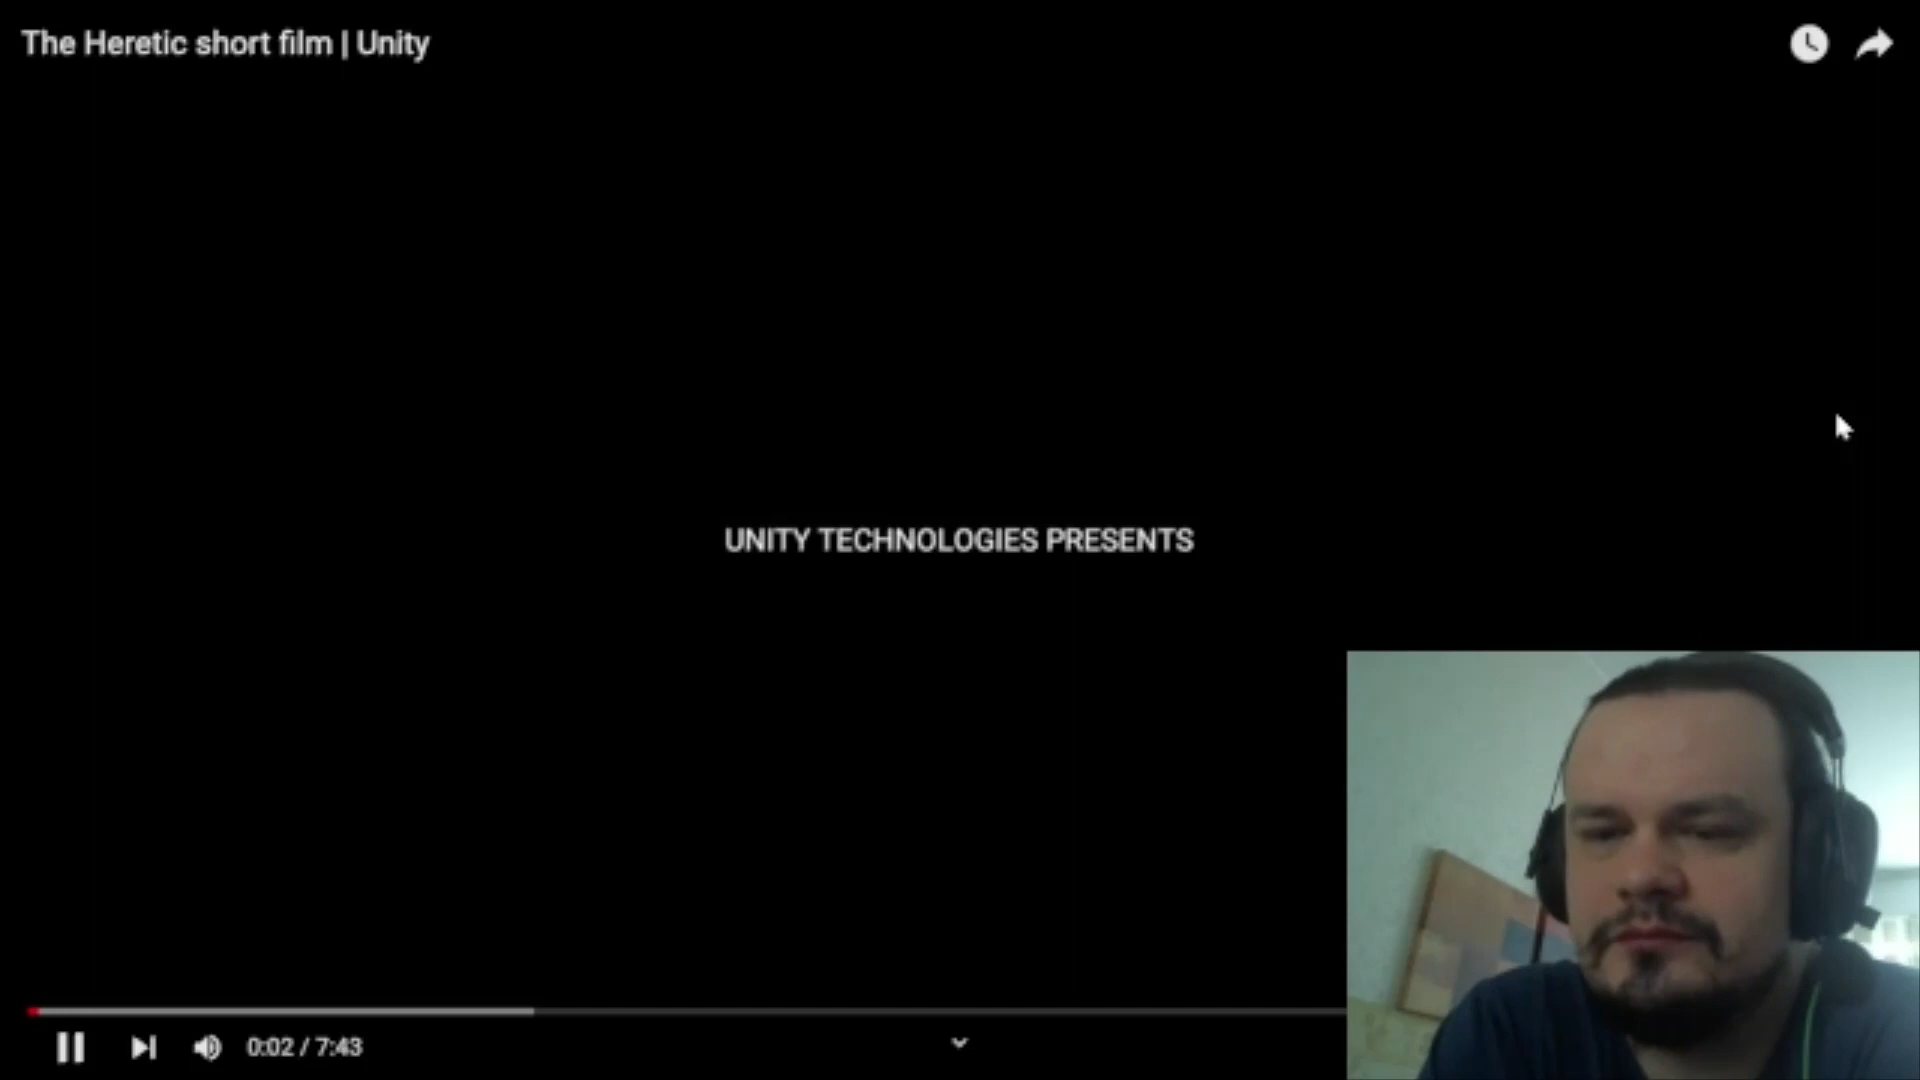 The Heretic short film | Unity
UNITY TECHNOLOGIES PRESENTS
0:02 / 7:43